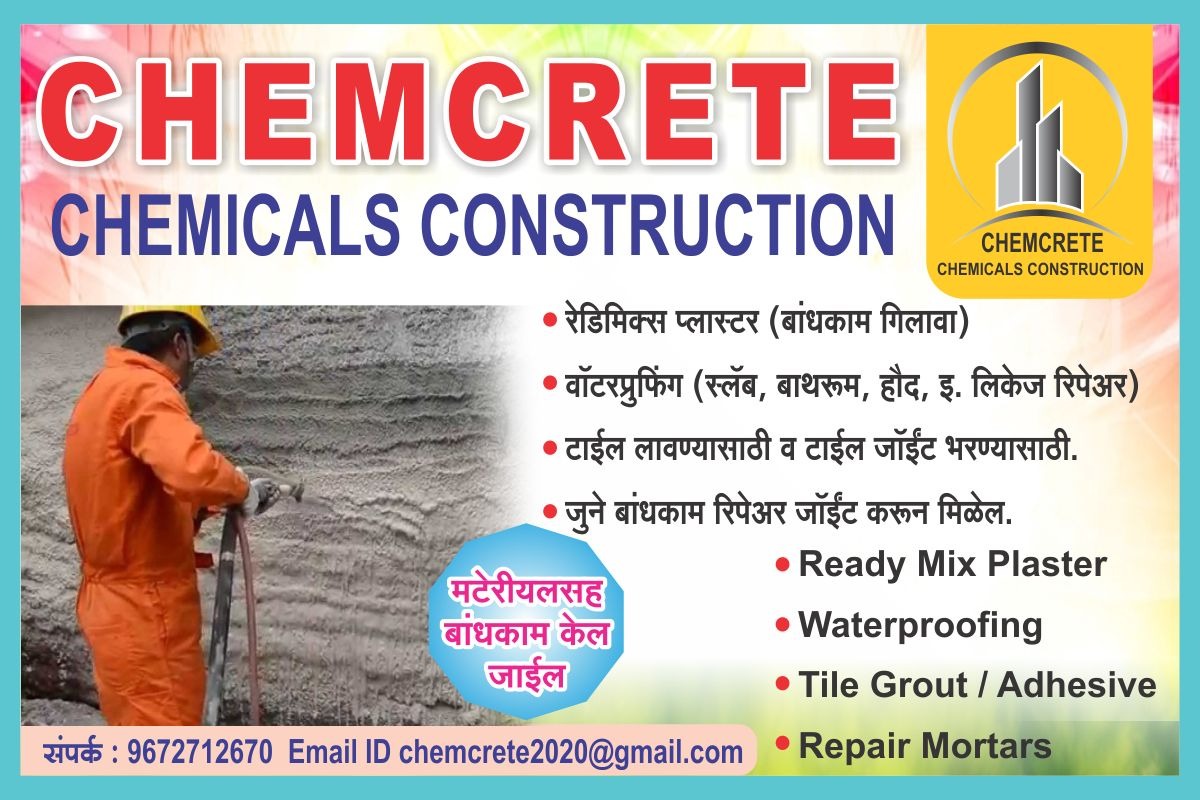 CHEMCRETE
CHEMICALS CONSTRUCTION
CHEMCRETE
CHEMICALS CONSTRUCTION
• रेडिमिक्स प्लास्टर (बांधकाम गिलावा)
• वॉटरप्रुफिंग (स्लॅब, बाथरूम, हौद, इ. लिकेज रिपेअर)
• टाईल लावण्यासाठी व टाईल जॉईंट भरण्यासाठी.
• जुने बांधकाम रिपेअर जॉईंट करून मिळेल.
मटेरीयलसह
बांधकाम केल
जाईल
• Ready Mix Plaster
• Waterproofing
• Tile Grout / Adhesive
• Repair Mortars
संपर्क : 9672712670 Email ID chemcrete2020@gmail.com